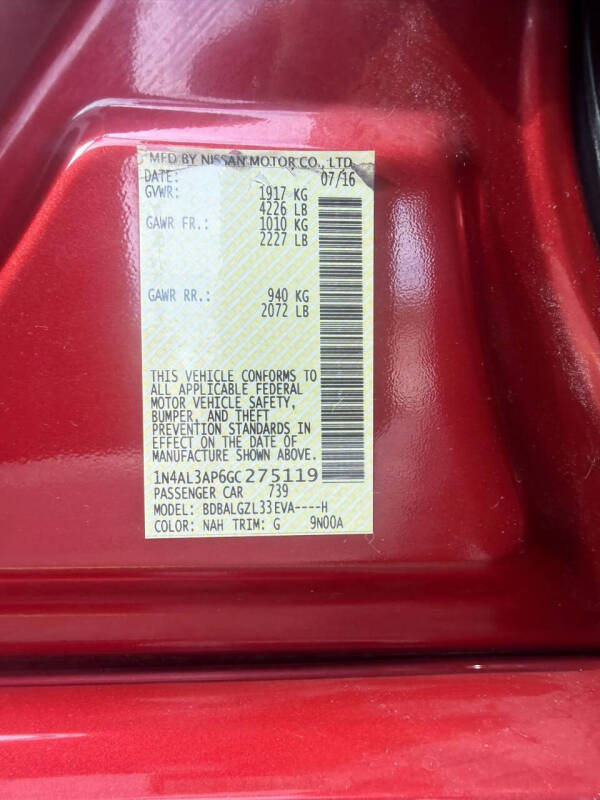 MFD BY NISSAN MOTOR CO., LTD.
DATE: 07/16
GVWR: 1917 KG
4226 LB
GAWR FR.: 1010 KG
2227 LB
GAWR RR.: 940 KG
2072 LB
THIS VEHICLE CONFORMS TO
ALL APPLICABLE FEDERAL
MOTOR VEHICLE SAFETY,
BUMPER, AND THEFT
PREVENTION STANDARDS IN
EFFECT ON THE DATE OF
MANUFACTURE SHOWN ABOVE.
1N4AL3AP6GC275119
PASSENGER CAR 739
MODEL: BDBALGZL33EVA----H
COLOR: NAH TRIM: G 9N00A